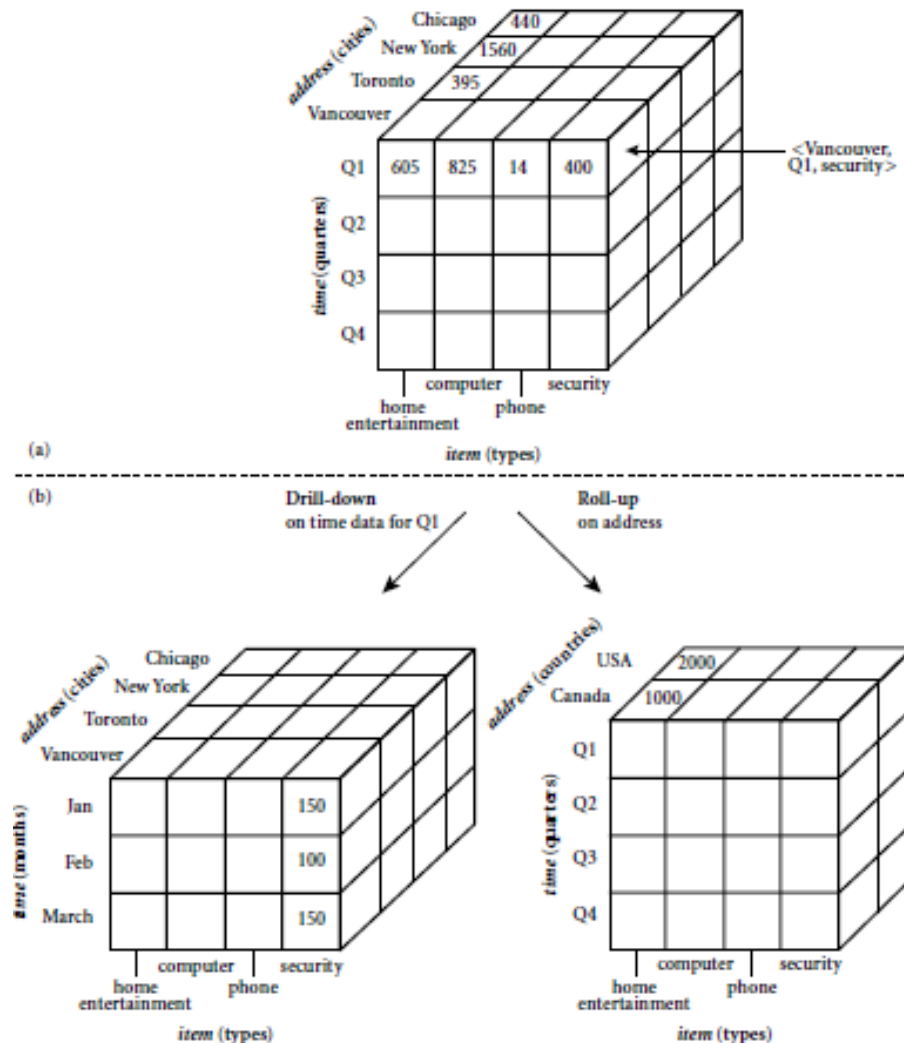 Chicago 440
New York 1560
Toronto 395
Vancouver
address (cities)
<Vancouver,
Q1, security>
Q1 605 825 14 400
Q2
Q3
Q4
time (quarters)
computer security
home phone
entertainment
(a)
item (types)
(b)
Drill-down
on time data for Q1
Roll-up
on address
Chicago
New York
Toronto
Vancouver
address (cities)
Jan 150
Feb 100
March 150
time (months)
computer security
home phone
entertainment
item (types)
USA 2000
Canada 1000
address (countries)
Q1
Q2
Q3
Q4
time (quarters)
computer security
home phone
entertainment
item (types)